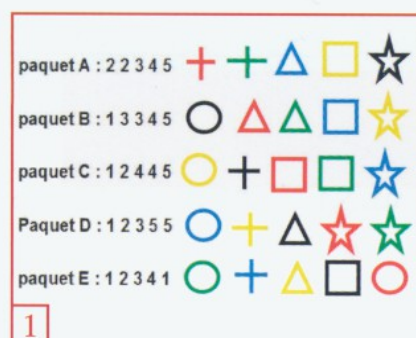 paquet A : 2 2 3 4 5
paquet B : 1 3 3 4 5
paquet C : 1 2 4 4 5
Paquet D : 1 2 3 5 5
paquet E : 1 2 3 4 1
1